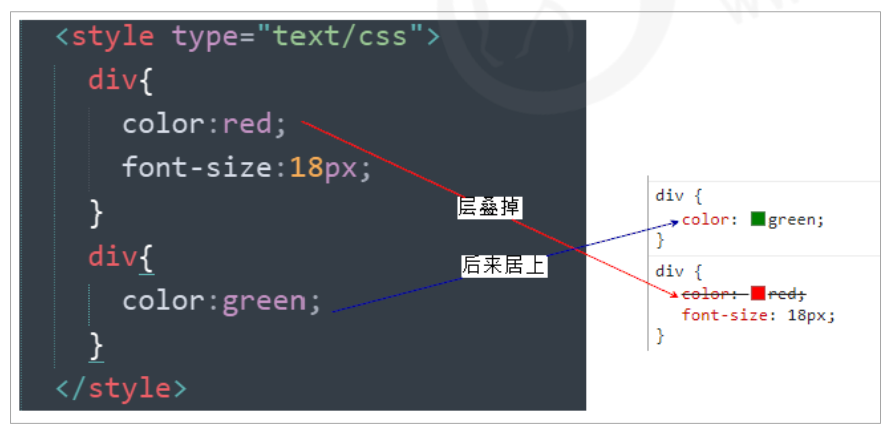 <style type="text/css">
div{
color:red;
font-size:18px;
}
div{
color:green;
}
</style>
层叠掉
后来居上
div {
color: green;
}
div {
color: red;
font-size: 18px;
}